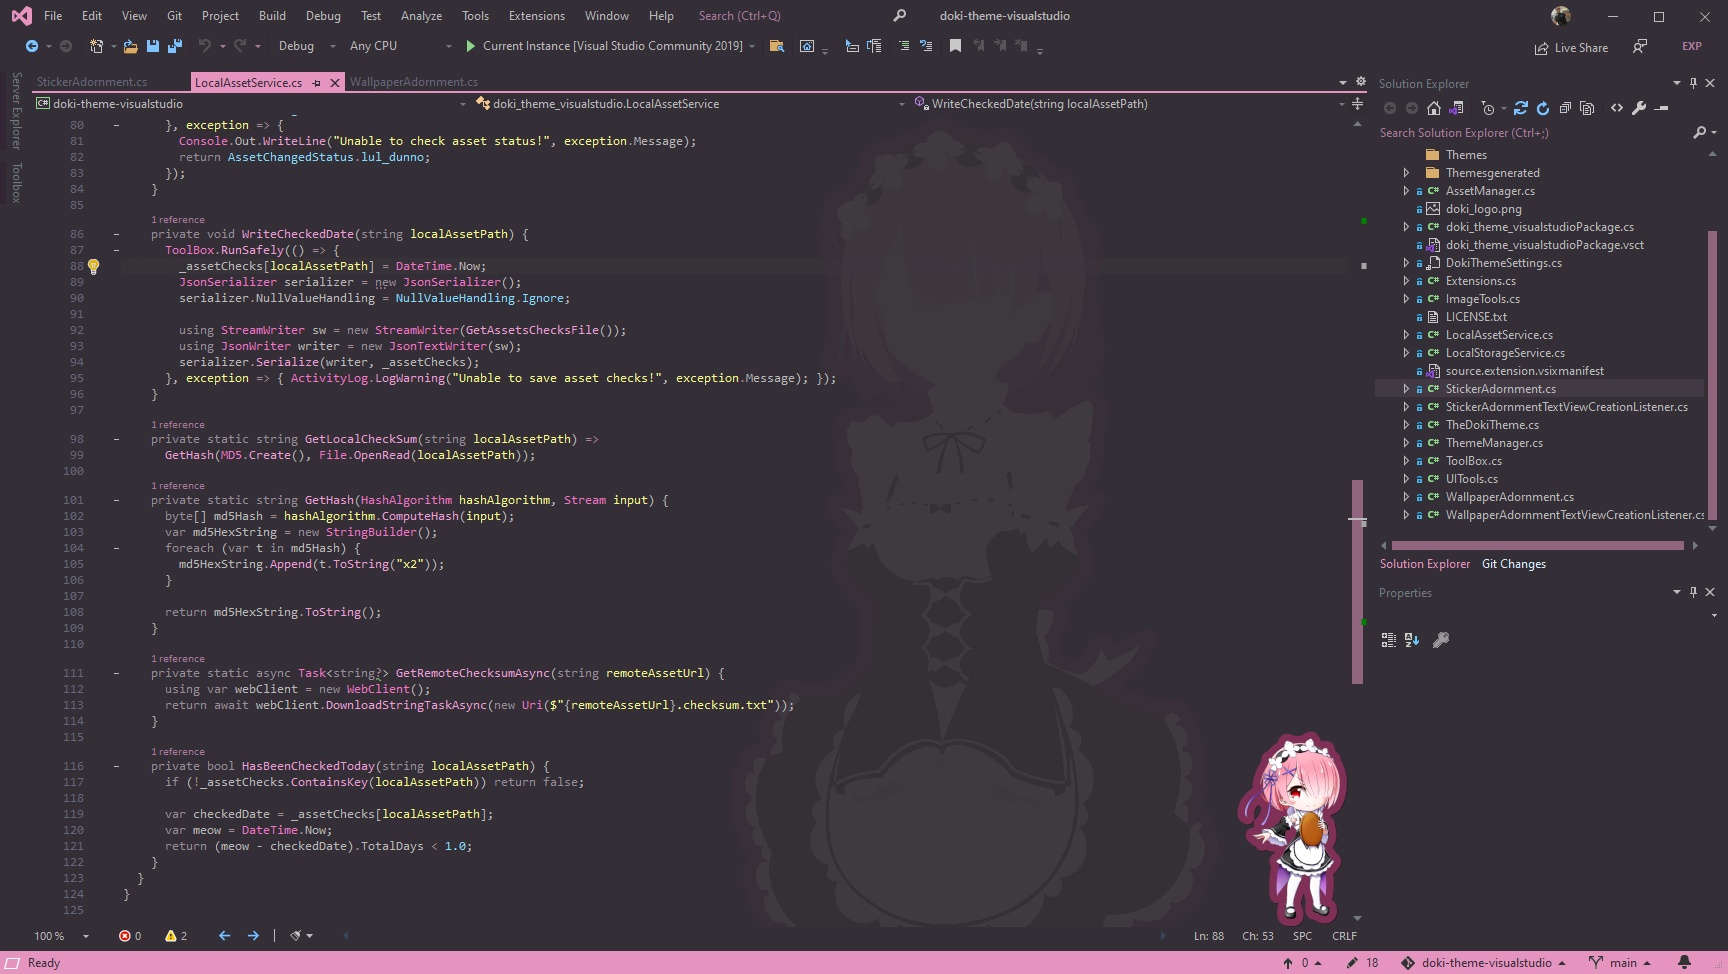 File Edit View Git Project Build Debug Test Analyze Tools Extensions Window Help Search (Ctrl+Q) doki-theme-visualstudio
Debug Any CPU Current Instance [Visual Studio Community 2019] Live Share EXP
Server Explorer
Toolbox
StickerAdornment.cs LocalAssetService.cs WallpaperAdornment.cs
doki-theme-visualstudio doki_theme_visualstudio.LocalAssetService WriteCheckedDate(string localAssetPath)
80 }, exception => {
81 Console.Out.WriteLine("Unable to check asset status!", exception.Message);
82 return AssetChangedStatus.lul_dunno;
83 });
84 }
85
1 reference
86 private void WriteCheckedDate(string localAssetPath) {
87 ToolBox.RunSafely(() => {
88 _assetChecks[localAssetPath] = DateTime.Now;
89 JsonSerializer serializer = new JsonSerializer();
90 serializer.NullValueHandling = NullValueHandling.Ignore;
91
92 using StreamWriter sw = new StreamWriter(GetAssetsChecksFile());
93 using JsonWriter writer = new JsonTextWriter(sw);
94 serializer.Serialize(writer, _assetChecks);
95 }, exception => { ActivityLog.LogWarning("Unable to save asset checks!", exception.Message); });
96 }
97
1 reference
98 private static string GetLocalCheckSum(string localAssetPath) =>
99 GetHash(MD5.Create(), File.OpenRead(localAssetPath));
100
1 reference
101 private static string GetHash(HashAlgorithm hashAlgorithm, Stream input) {
102 byte[] md5Hash = hashAlgorithm.ComputeHash(input);
103 var md5HexString = new StringBuilder();
104 foreach (var t in md5Hash) {
105 md5HexString.Append(t.ToString("x2"));
106 }
107
108 return md5HexString.ToString();
109 }
110
1 reference
111 private static async Task<string?> GetRemoteChecksumAsync(string remoteAssetUrl) {
112 using var webClient = new WebClient();
113 return await webClient.DownloadStringTaskAsync(new Uri($"{remoteAssetUrl}.checksum.txt"));
114 }
115
1 reference
116 private bool HasBeenCheckedToday(string localAssetPath) {
117 if (!_assetChecks.ContainsKey(localAssetPath)) return false;
118
119 var checkedDate = _assetChecks[localAssetPath];
120 var meow = DateTime.Now;
121 return (meow - checkedDate).TotalDays < 1.0;
122 }
123 }
124 }
125
100 % 0 2 Ln: 88 Ch: 53 SPC CRLF
Solution Explorer
Search Solution Explorer (Ctrl+;)
Themes
Themesgenerated
C# AssetManager.cs
doki_logo.png
C# doki_theme_visualstudioPackage.cs
doki_theme_visualstudioPackage.vsct
DokiThemeSettings.cs
C# Extensions.cs
C# ImageTools.cs
LICENSE.txt
C# LocalAssetService.cs
C# LocalStorageService.cs
source.extension.vsixmanifest
C# StickerAdornment.cs
C# StickerAdornmentTextViewCreationListener.cs
C# TheDokiTheme.cs
C# ThemeManager.cs
C# ToolBox.cs
C# UITools.cs
C# WallpaperAdornment.cs
C# WallpaperAdornmentTextViewCreationListener.cs
Solution Explorer Git Changes
Properties
Ready 0 18 doki-theme-visualstudio main